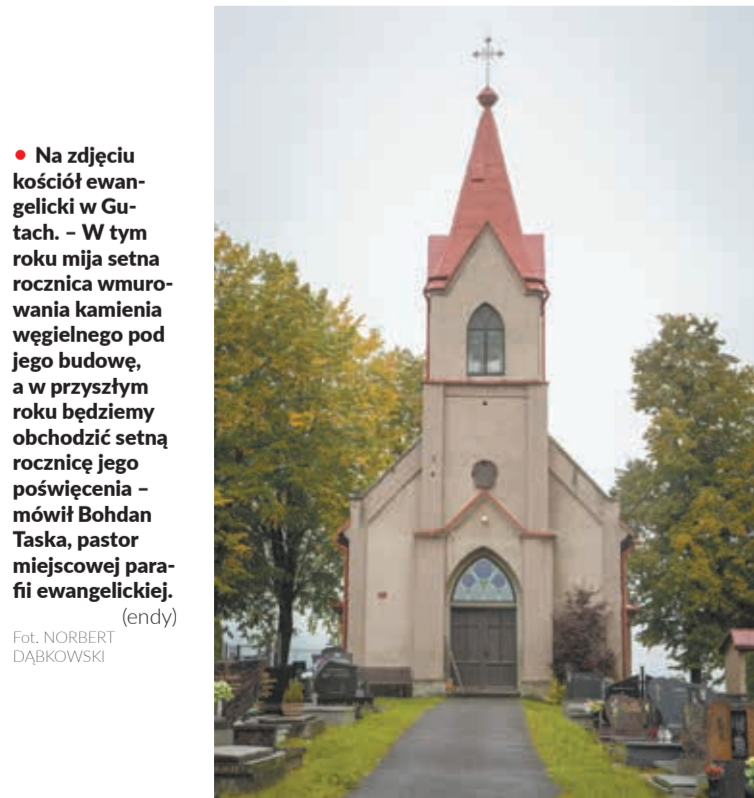 • Na zdjęciu
kościół ewan-
gelicki w Gu-
tach. – W tym
roku mija setna
rocznica wmuro-
wania kamienia
węgielnego pod
jego budowę,
a w przyszłym
roku będziemy
obchodzić setną
rocznicę jego
poświęcenia –
mówił Bohdan
Taska, pastor
miejscowej para-
fii ewangelickiej.
(endy)
Fot. NORBERT
DĄBKOWSKI